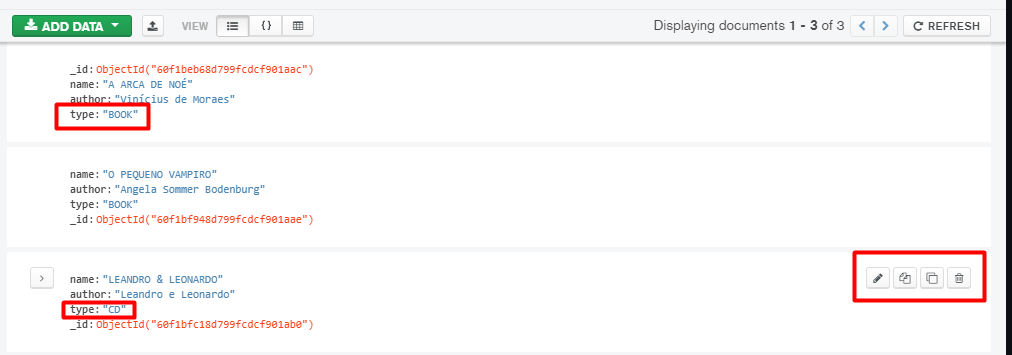 ADD DATA VIEW { } Displaying documents 1 - 3 of 3 REFRESH
_id: ObjectId("60f1beb68d799fcdcf901aac")
name: "A ARCA DE NOÉ"
author: "Vinícius de Moraes"
type: "BOOK"
name: "O PEQUENO VAMPIRO"
author: "Angela Sommer Bodenburg"
type: "BOOK"
_id: ObjectId("60f1bf948d799fcdcf901aae")
name: "LEANDRO & LEONARDO"
author: "Leandro e Leonardo"
type: "CD"
_id: ObjectId("60f1bfc18d799fcdcf901ab0")